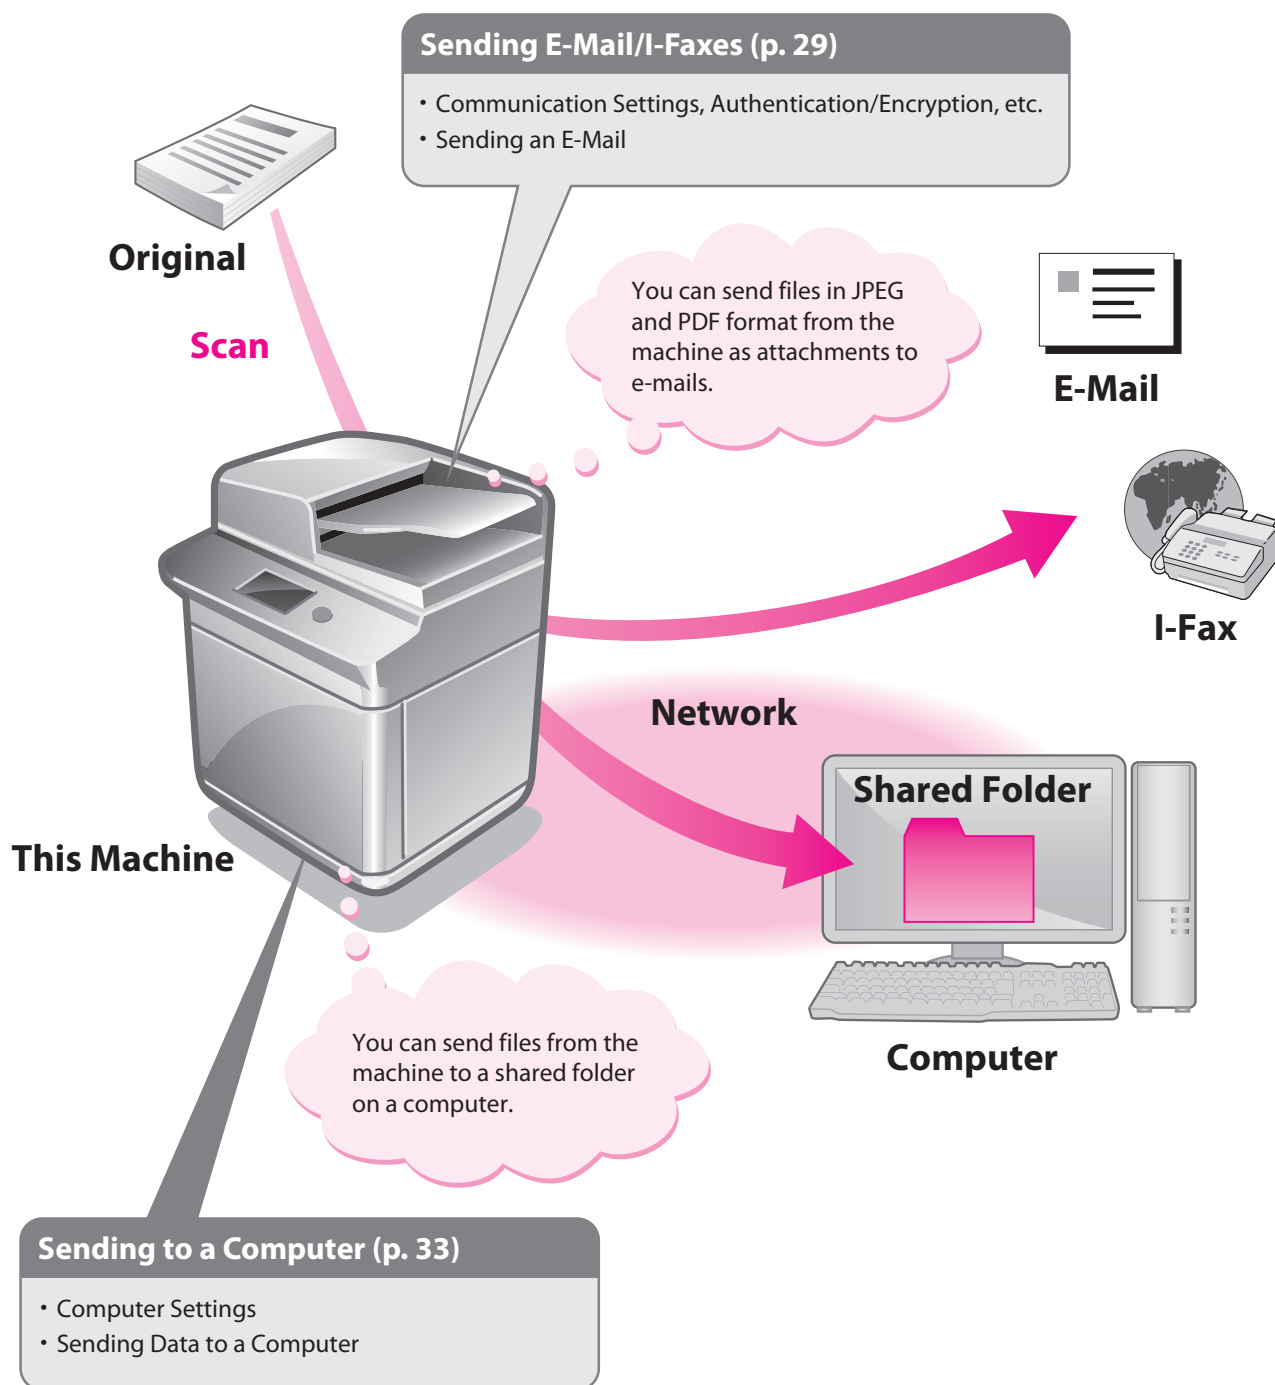 Sending E-Mail/I-Faxes (p. 29)
・Communication Settings, Authentication/Encryption, etc.
・Sending an E-Mail
Original
Scan
You can send files in JPEG
and PDF format from the
machine as attachments to
e-mails.
E-Mail
I-Fax
Network
Shared Folder
This Machine
Computer
You can send files from the
machine to a shared folder
on a computer.
Sending to a Computer (p. 33)
・Computer Settings
・Sending Data to a Computer